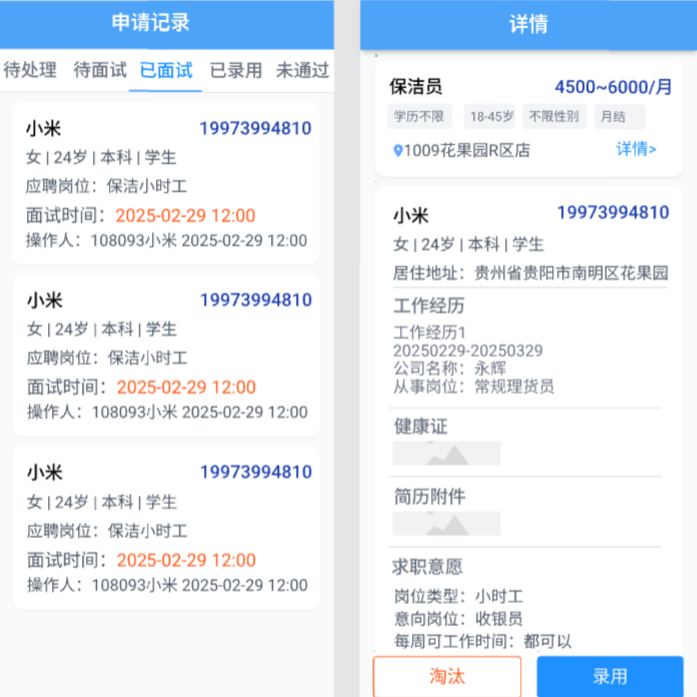 申请记录
待处理 待面试 已面试 已录用 未通过
小米 19973994810
女 | 24岁 | 本科 | 学生
应聘岗位：保洁小时工
面试时间：2025-02-29 12:00
操作人：108093小米 2025-02-29 12:00
小米 19973994810
女 | 24岁 | 本科 | 学生
应聘岗位：保洁小时工
面试时间：2025-02-29 12:00
操作人：108093小米 2025-02-29 12:00
小米 19973994810
女 | 24岁 | 本科 | 学生
应聘岗位：保洁小时工
面试时间：2025-02-29 12:00
操作人：108093小米 2025-02-29 12:00
详情
保洁员 4500~6000/月
学历不限 18-45岁 不限性别 月结
1009花果园R区店 详情>
小米 19973994810
女 | 24岁 | 本科 | 学生
居住地址：贵州省贵阳市南明区花果园
工作经历
工作经历1
20250229-20250329
公司名称：永辉
从事岗位：常规理货员
健康证
简历附件
求职意愿
岗位类型：小时工
意向岗位：收银员
每周可工作时间：都可以
淘汰 录用